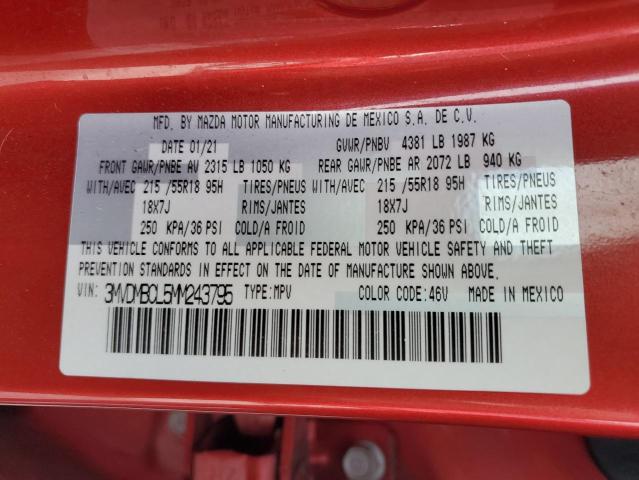 MFD. BY MAZDA MOTOR MANUFACTURING DE MEXICO S.A. DE C.V.
DATE 01/21 GVWR/PNBV 4381 LB 1987 KG
FRONT GAWR/PNBE AV 2315 LB 1050 KG REAR GAWR/PNBE AR 2072 LB 940 KG
WITH/AVEC 215 /55R18 95H TIRES/PNEUS WITH/AVEC 215 /55R18 95H TIRES/PNEUS
18X7J RIMS/JANTES 18X7J RIMS/JANTES
250 KPA/36 PSI COLD/A FROID 250 KPA/36 PSI COLD/A FROID
THIS VEHICLE CONFORMS TO ALL APPLICABLE FEDERAL MOTOR VEHICLE SAFETY AND THEFT
PREVENTION STANDARDS IN EFFECT ON THE DATE OF MANUFACTURE SHOWN ABOVE.
VIN: 3MVDMBCL5MM243795 TYPE:MPV COLOR CODE:46V MADE IN MEXICO